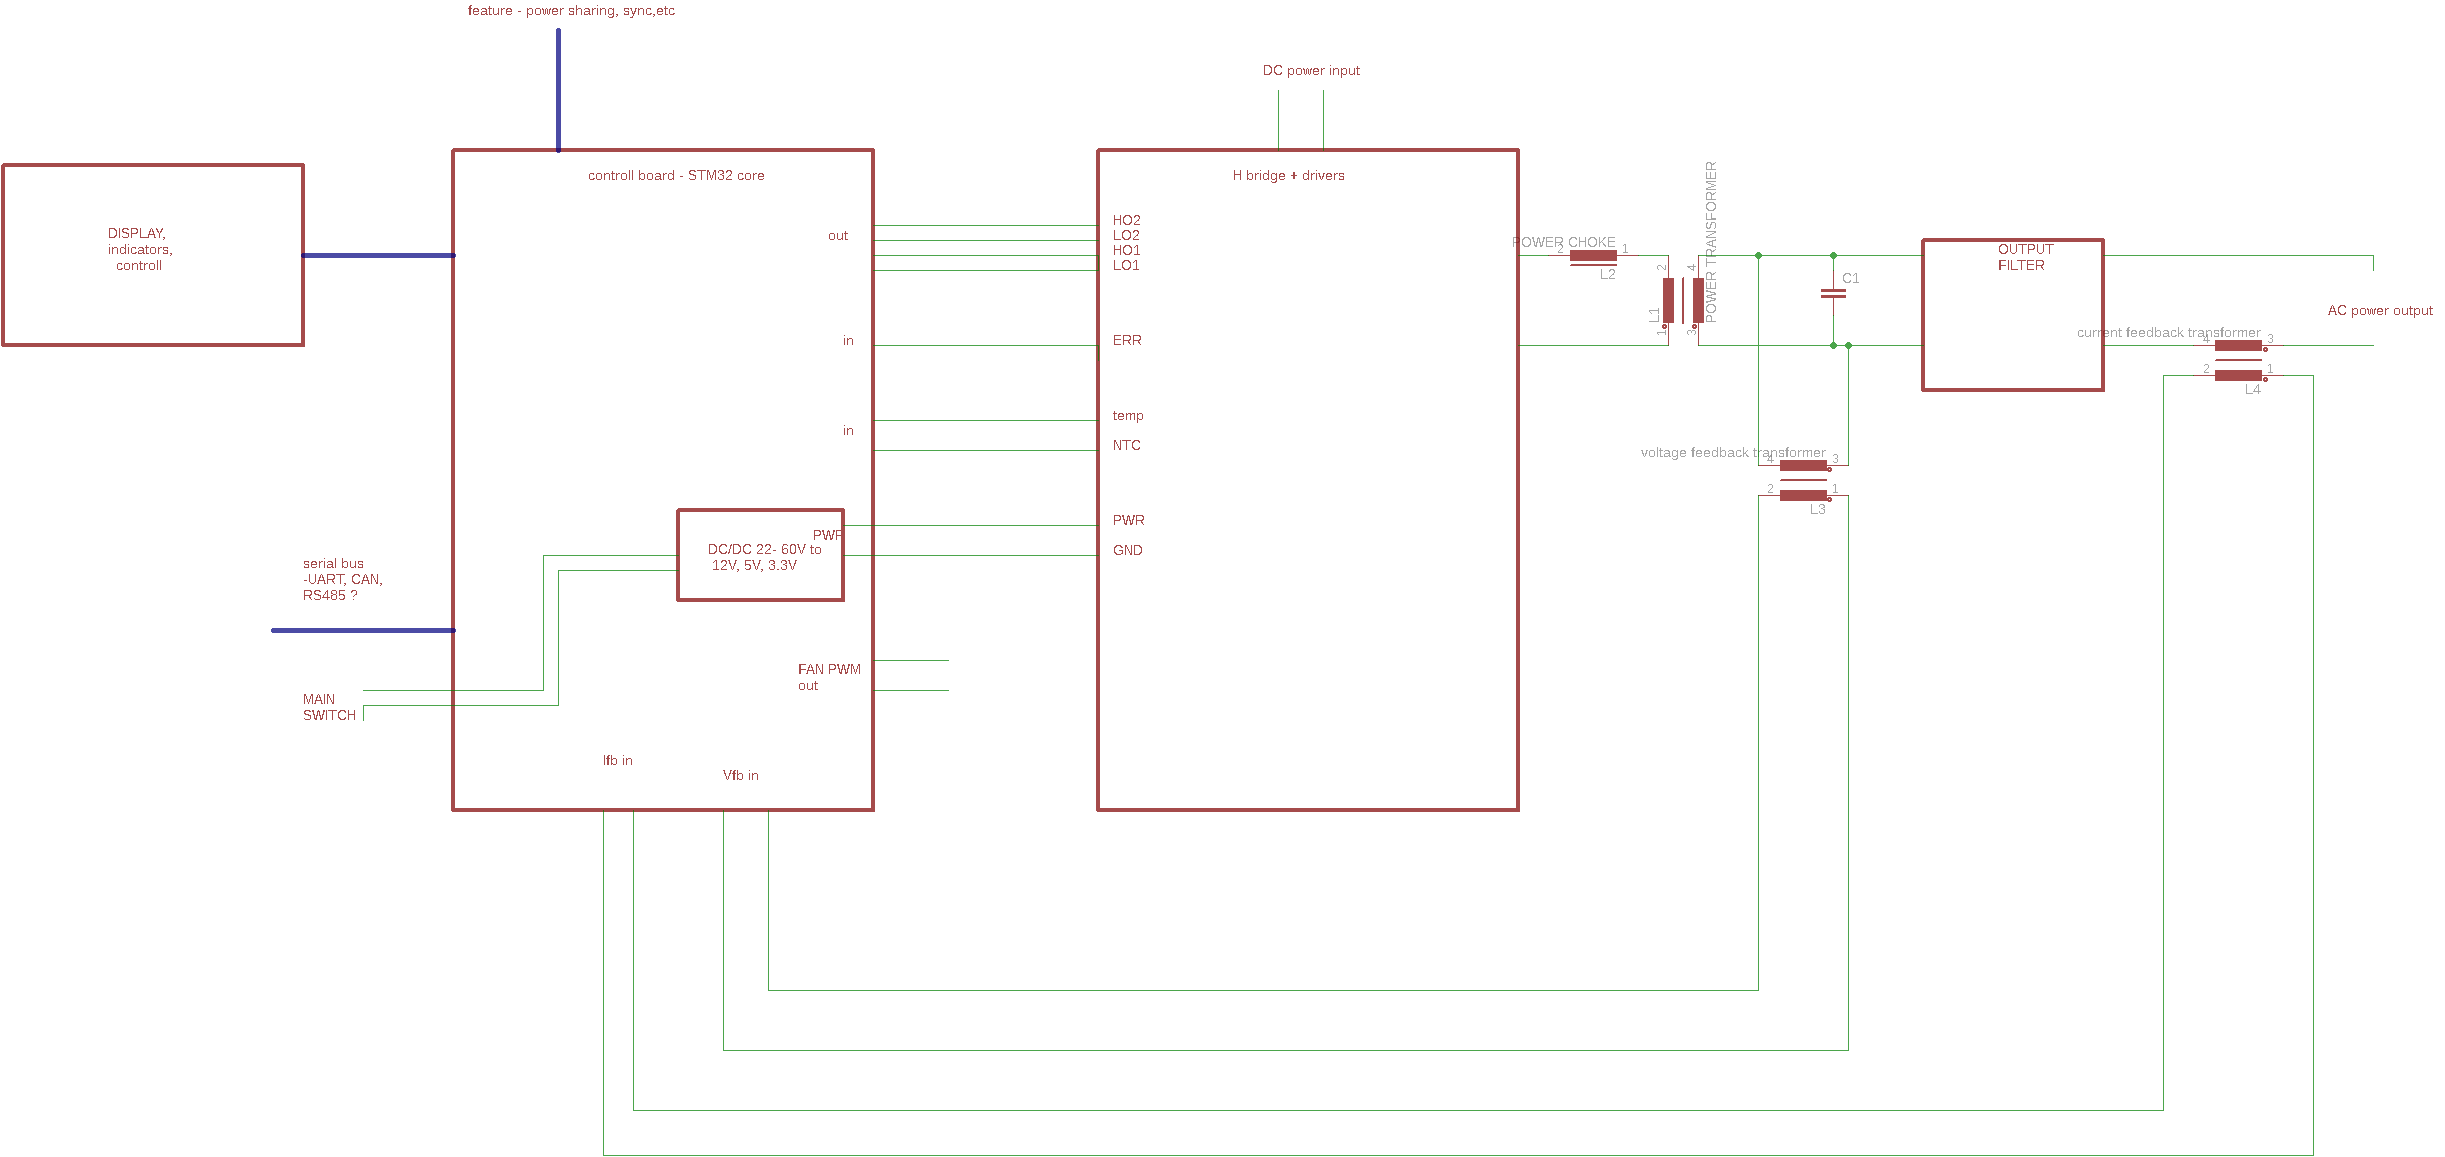 feature - power sharing, sync,etc
DC power input
controll board - STM32 core
H bridge + drivers
DISPLAY,
indicators,
controll
out
HO2
LO2
HO1
LO1
in
ERR
in
temp
NTC
PWR
DC/DC 22- 60V to
12V, 5V, 3.3V
PWR
GND
serial bus
-UART, CAN,
RS485 ?
MAIN
SWITCH
FAN PWM
out
Ifb in
Vfb in
POWER CHOKE
2
1
L2
POWER TRANSFORMER
2
4
L1
1
3
C1
OUTPUT
FILTER
AC power output
current feedback transformer
4
3
2
1
L4
voltage feedback transformer
4
3
2
1
L3